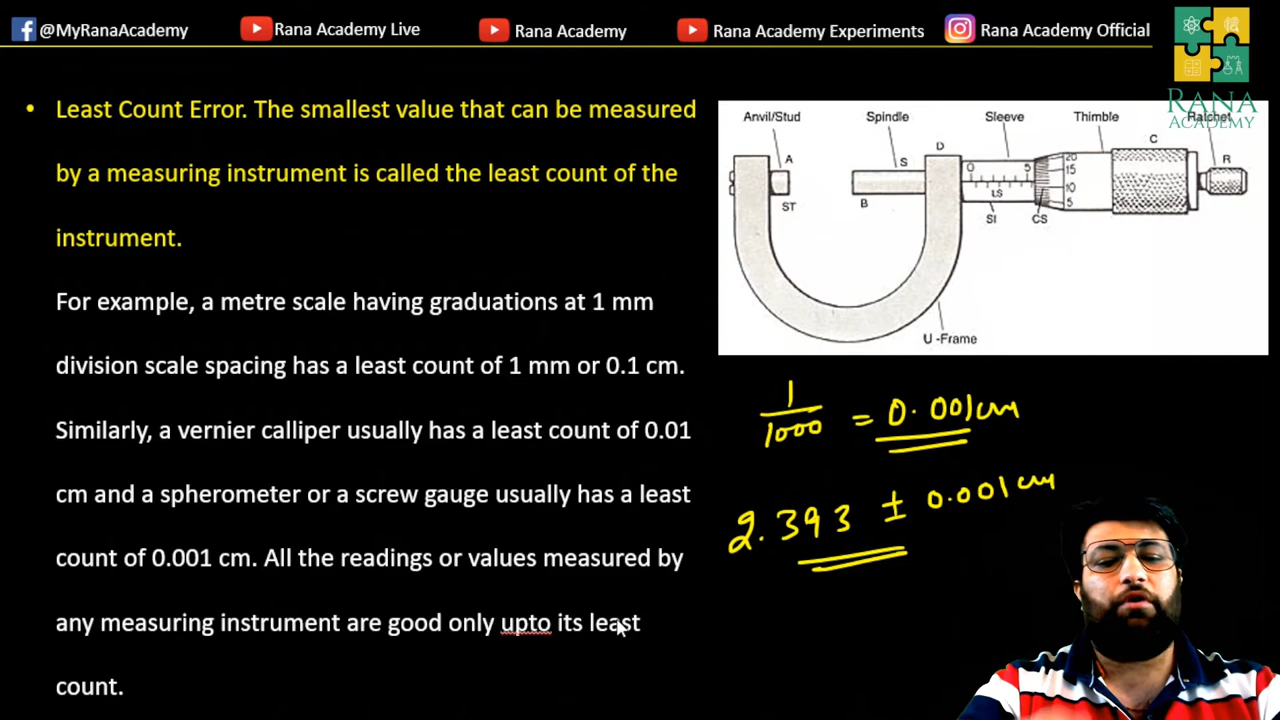 @MyRanaAcademy
Rana Academy Live
Rana Academy
Rana Academy Experiments
Rana Academy Official
RANA
ACADEMY
• Least Count Error. The smallest value that can be measured
by a measuring instrument is called the least count of the
instrument.
For example, a metre scale having graduations at 1 mm
division scale spacing has a least count of 1 mm or 0.1 cm.
Similarly, a vernier calliper usually has a least count of 0.01
cm and a spherometer or a screw gauge usually has a least
count of 0.001 cm. All the readings or values measured by
any measuring instrument are good only upto its least
count.
Anvil/Stud Spindle Sleeve Thimble Ratchet
A S D C R
0 5 20
15
10
5
LS
ST B SI CS
U -Frame
1/1000 = 0.001cm
2.393 ± 0.001cm